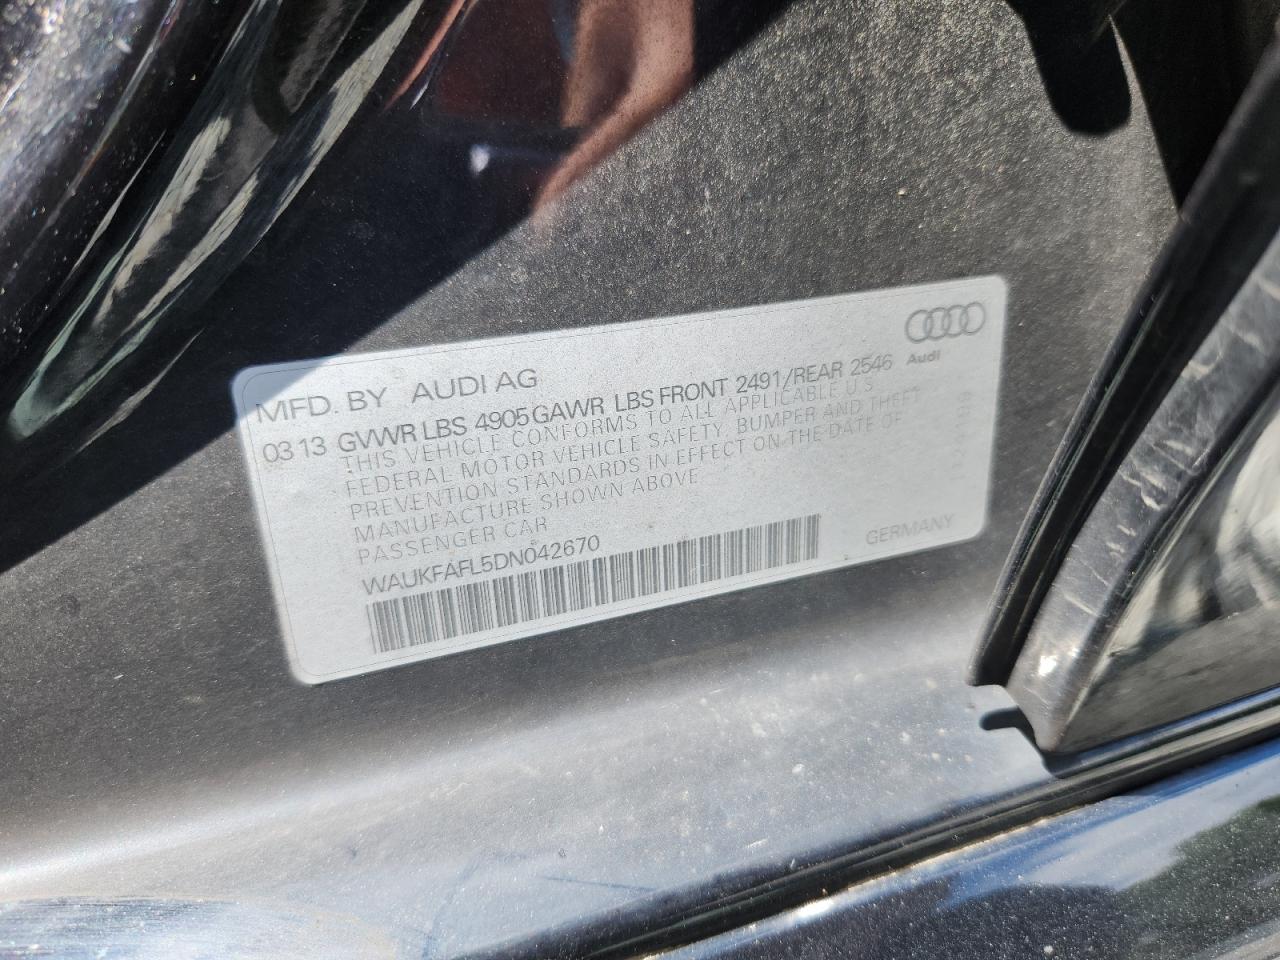 MFD. BY AUDI AG
Audi
03 13 GVWR LBS 4905 GAWR LBS FRONT 2491/REAR 2546
THIS VEHICLE CONFORMS TO ALL APPLICABLE U.S.
FEDERAL MOTOR VEHICLE SAFETY, BUMPER AND THEFT
PREVENTION STANDARDS IN EFFECT ON THE DATE OF
MANUFACTURE SHOWN ABOVE
PASSENGER CAR
WAUKFAFL5DN042670
GERMANY